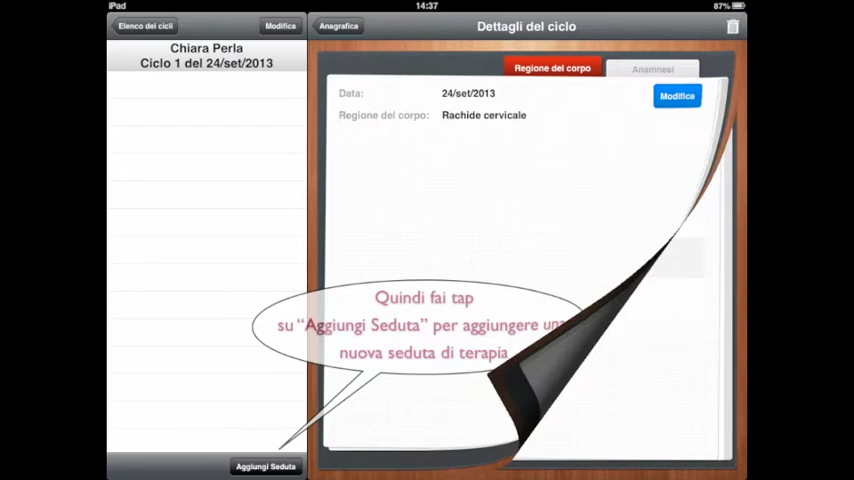 iPad
14:37
87%
Elenco dei cicli
Modifica
Anagrafica
Dettagli del ciclo
Chiara Perla
Ciclo 1 del 24/set/2013
Regione del corpo
Anamnesi
Data:
24/set/2013
Modifica
Regione del corpo:
Rachide cervicale
Quindi fai tap
su “Aggiungi Seduta” per aggiungere una
nuova seduta di terapia
Aggiungi Seduta